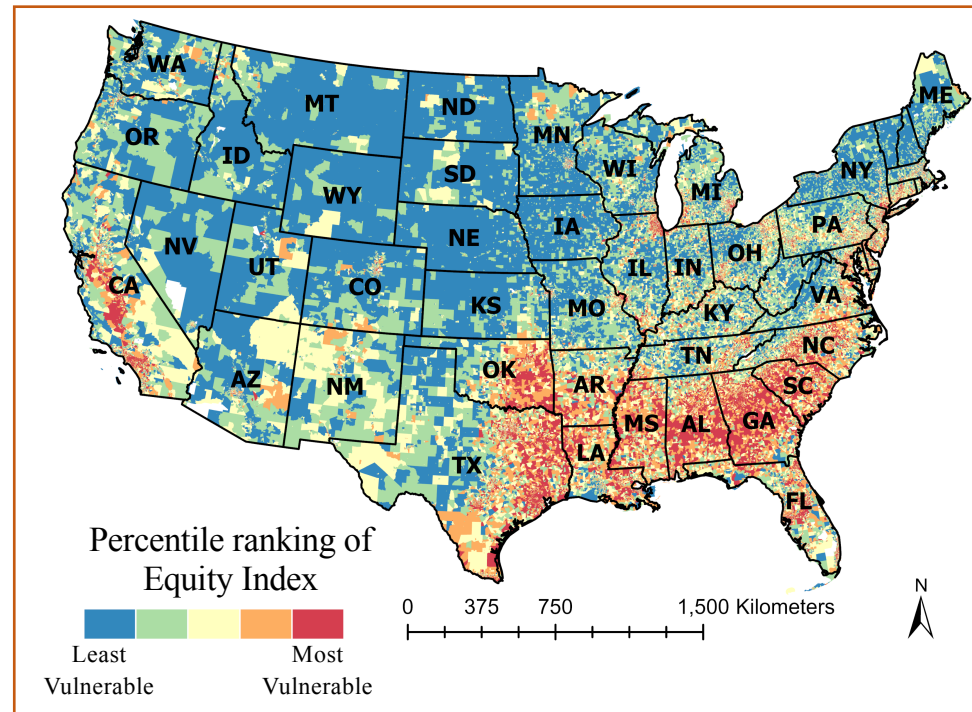 WA
MT
ND
MN
ME
OR
ID
SD
WI
MI
NY
WY
IA
PA
NE
NV
UT
CO
IL
IN
OH
CA
KS
MO
KY
VA
AZ
NM
OK
AR
TN
NC
SC
MS
AL
GA
LA
TX
FL
Percentile ranking of
Equity Index
Least
Vulnerable
Most
Vulnerable
0 375 750 1,500 Kilometers
N